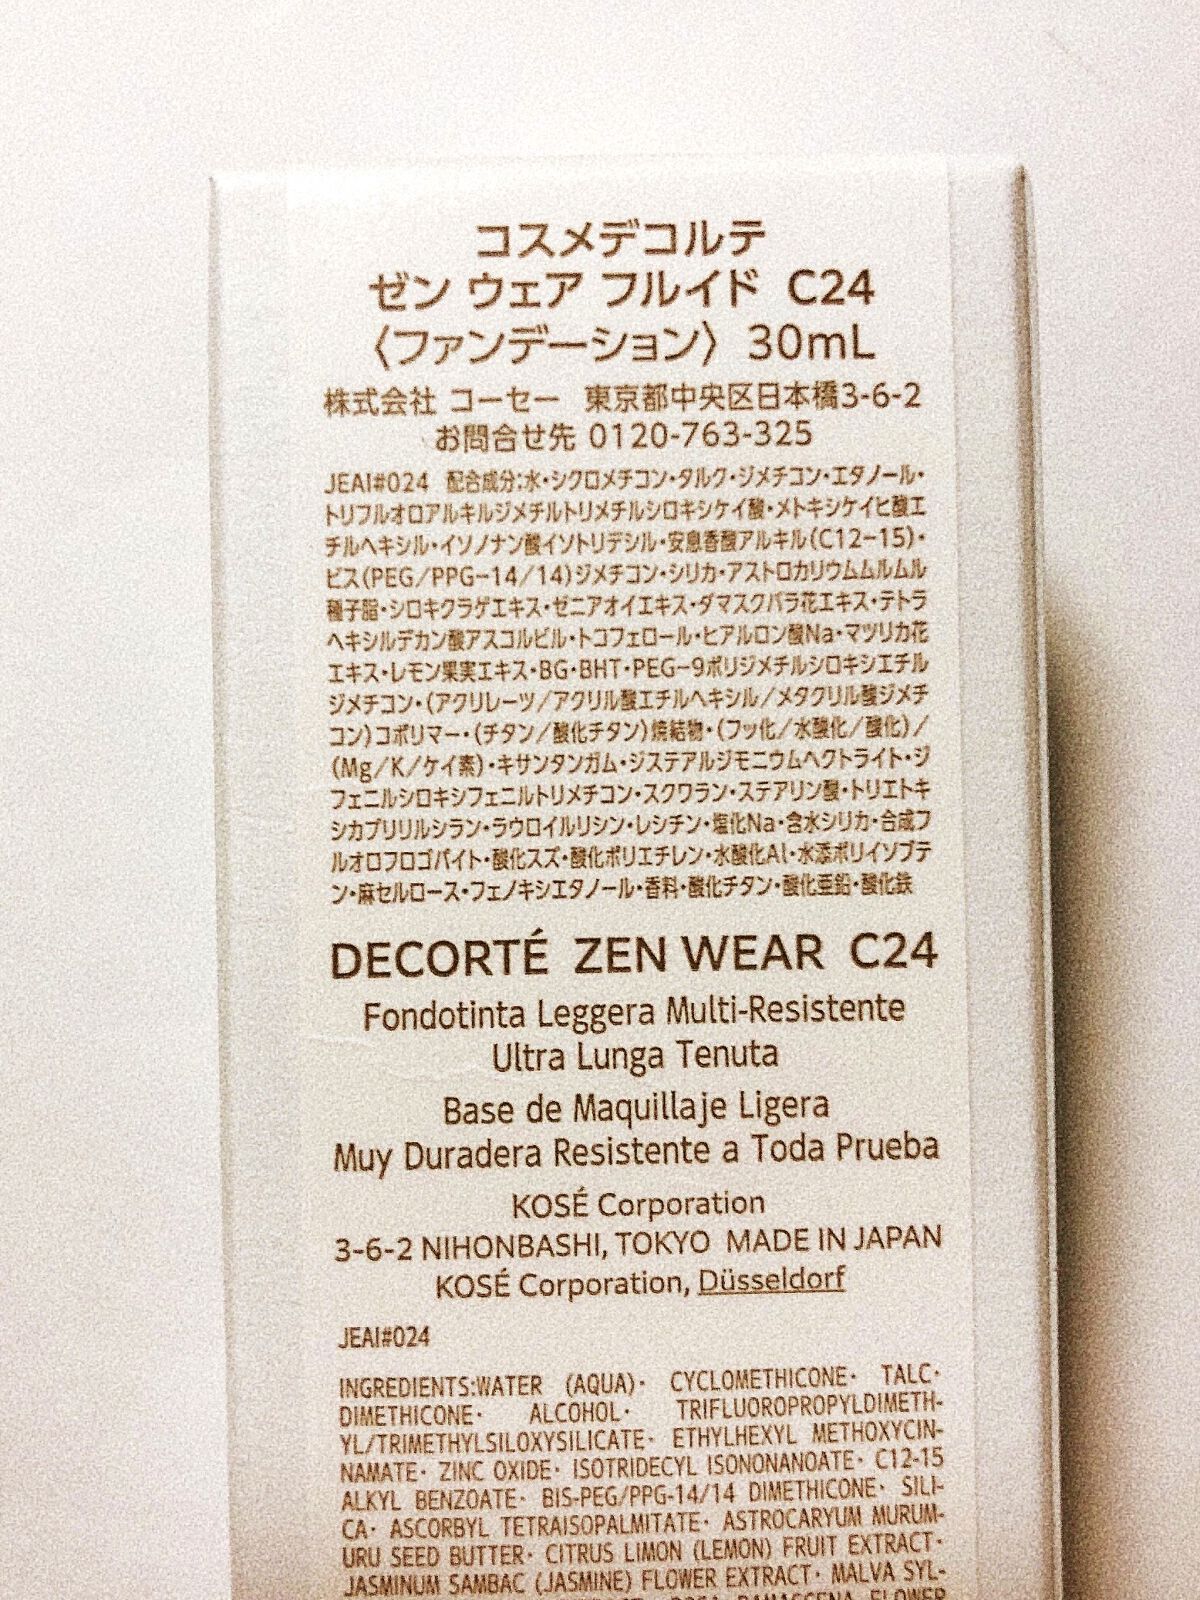 コスメデコルテ
ゼン ウェア フルイド C24
〈ファンデーション〉 30mL
株式会社 コーセー 東京都中央区日本橋3-6-2
お問合せ先 0120-763-325
JEAI#024 配合成分:水・シクロメチコン・タルク・ジメチコン・エタノール・
トリフルオロアルキルジメチルトリメチルシロキシケイ酸・メトキシケイヒ酸エ
チルヘキシル・イソノナン酸イソトリデシル・安息香酸アルキル(C12-15)・
ビス(PEG/PPG-14/14)ジメチコン・シリカ・アストロカリウムムルムル
種子脂・シロキクラゲエキス・ゼニアオイエキス・ダマスクバラ花エキス・テトラ
ヘキシルデカン酸アスコルビル・トコフェロール・ヒアルロン酸Na・マツリカ花
エキス・レモン果実エキス・BG・BHT・PEG-9ポリジメチルシロキシエチル
ジメチコン・(アクリレーツ/アクリル酸エチルヘキシル/メタクリル酸ジメチ
コン)コポリマー・(チタン/酸化チタン)焼結物・(フッ化/水酸化/酸化)/
(Mg/K/ケイ素)・キサンタンガム・ジステアルジモニウムヘクトライト・ジ
フェニルシロキシフェニルトリメチコン・スクワラン・ステアリン酸・トリエトキ
シカプリリルシラン・ラウロイルリシン・レシチン・塩化Na・含水シリカ・合成フ
ルオロフロゴパイト・酸化スズ・酸化ポリエチレン・水酸化Al・水添ポリイソブテ
ン・麻セルロース・フェノキシエタノール・香料・酸化チタン・酸化亜鉛・酸化鉄
DECORTÉ ZEN WEAR C24
Fondotinta Leggera Multi-Resistente
Ultra Lunga Tenuta
Base de Maquillaje Ligera
Muy Duradera Resistente a Toda Prueba
KOSÉ Corporation
3-6-2 NIHONBASHI, TOKYO MADE IN JAPAN
KOSÉ Corporation, Düsseldorf
JEAI#024
INGREDIENTS:WATER (AQUA)・ CYCLOMETHICONE・ TALC・
DIMETHICONE・ ALCOHOL・ TRIFLUOROPROPYLDIMETH-
YL/TRIMETHYLSILOXYSILICATE・ ETHYLHEXYL METHOXYCIN-
NAMATE・ ZINC OXIDE・ ISOTRIDECYL ISONONANOATE・ C12-15
ALKYL BENZOATE・ BIS-PEG/PPG-14/14 DIMETHICONE・ SILI-
CA・ ASCORBYL TETRAISOPALMITATE・ ASTROCARYUM MURUM-
URU SEED BUTTER・ CITRUS LIMON (LEMON) FRUIT EXTRACT・
JASMINUM SAMBAC (JASMINE) FLOWER EXTRACT・ MALVA SYL-
DAMASCENA FLOWER